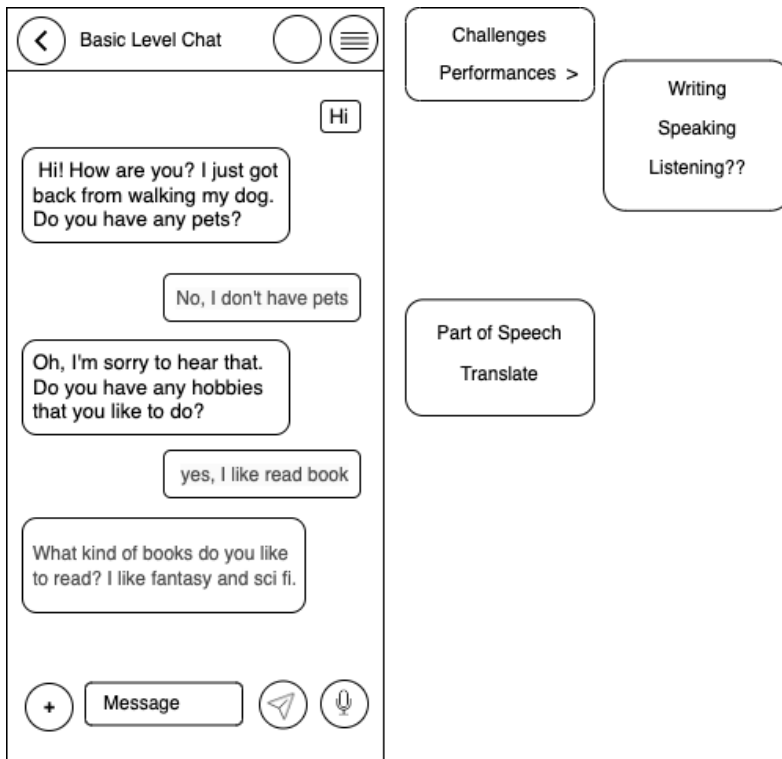 Basic Level Chat
Hi
Hi! How are you? I just got
back from walking my dog.
Do you have any pets?
No, I don't have pets
Oh, I'm sorry to hear that.
Do you have any hobbies
that you like to do?
yes, I like read book
What kind of books do you like
to read? I like fantasy and sci fi.
+
Message
Challenges
Performances >
Writing
Speaking
Listening??
Part of Speech
Translate